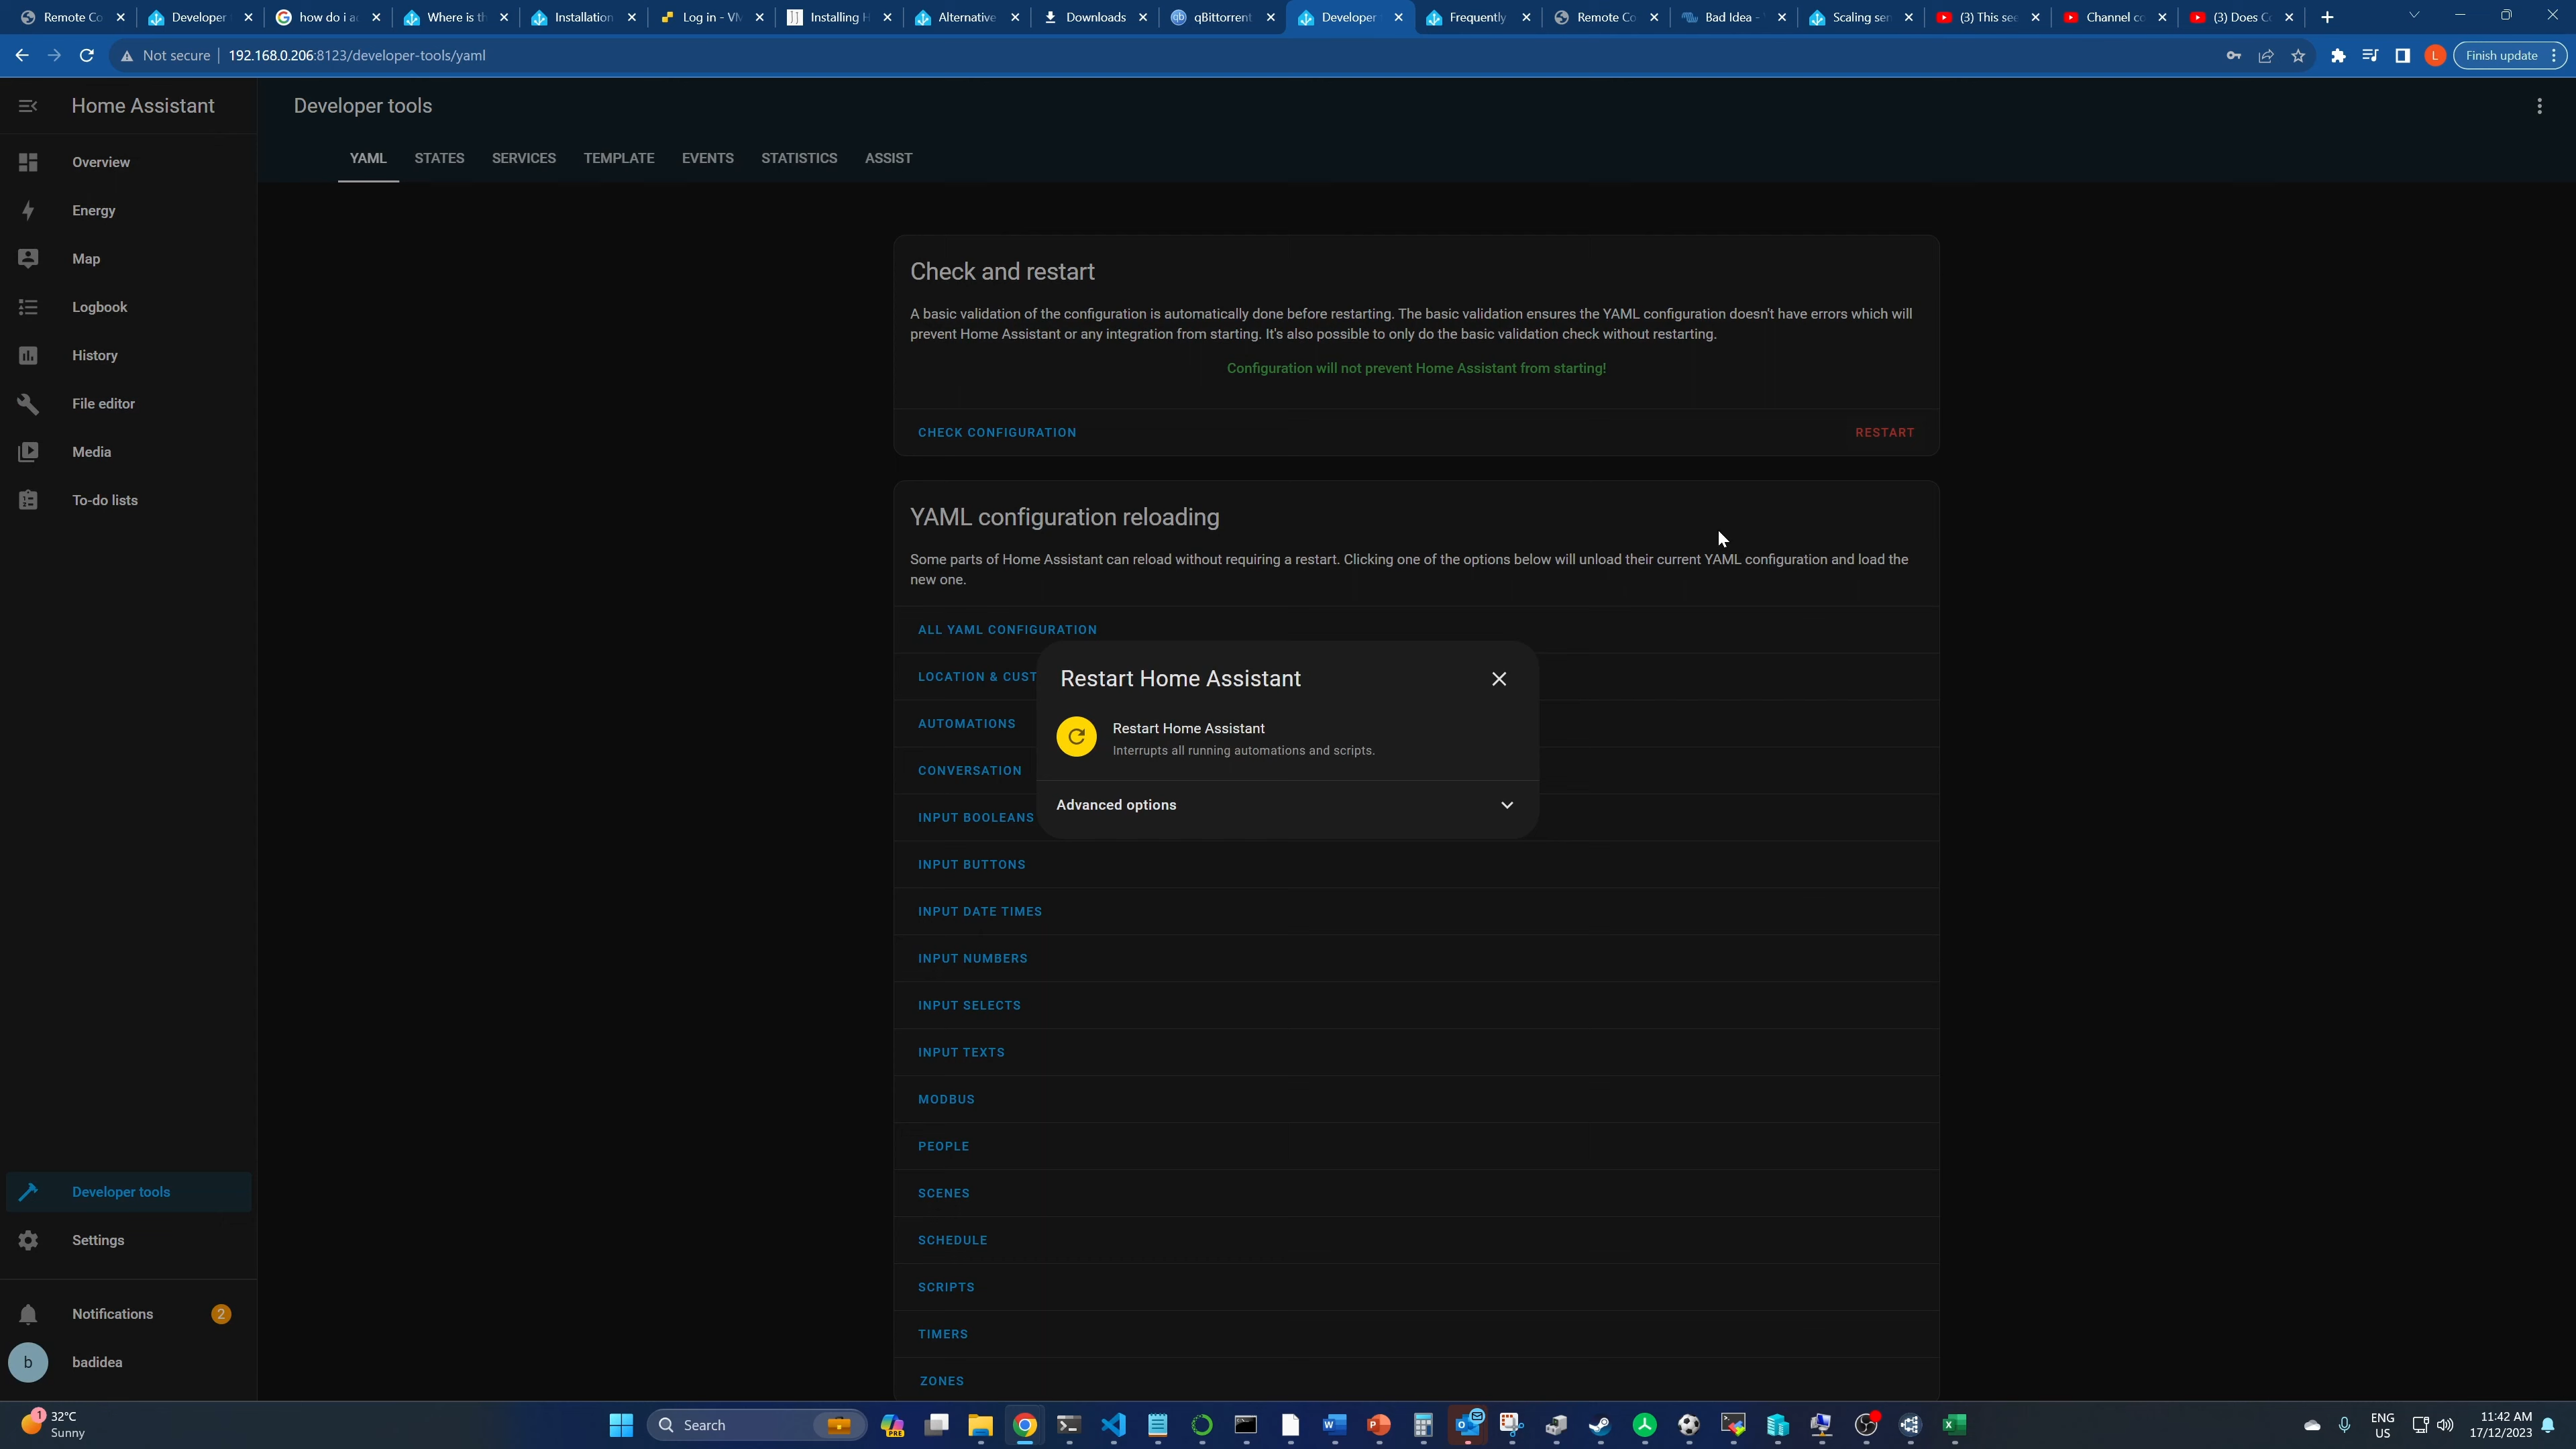 Remote Co
Developer
how do i a
Where is th
Installation
Log in - VM
Installing H
Alternative
Downloads
qBittorrent
Developer
Frequently
Remote Co
Bad Idea -
Scaling sen
(3) This see
Channel co
(3) Does Co
Not secure
192.168.0.206:8123/developer-tools/yaml
L
Finish update
Home Assistant
Developer tools
Overview
Energy
Map
Logbook
History
File editor
Media
To-do lists
Developer tools
Settings
Notifications
2
b
badidea
YAML STATES SERVICES TEMPLATE EVENTS STATISTICS ASSIST
Check and restart
A basic validation of the configuration is automatically done before restarting. The basic validation ensures the YAML configuration doesn't have errors which will
prevent Home Assistant or any integration from starting. It's also possible to only do the basic validation check without restarting.
Configuration will not prevent Home Assistant from starting!
CHECK CONFIGURATION
RESTART
YAML configuration reloading
Some parts of Home Assistant can reload without requiring a restart. Clicking one of the options below will unload their current YAML configuration and load the
new one.
ALL YAML CONFIGURATION
LOCATION & CUST
AUTOMATIONS
CONVERSATION
INPUT BOOLEANS
INPUT BUTTONS
INPUT DATE TIMES
INPUT NUMBERS
INPUT SELECTS
INPUT TEXTS
MODBUS
PEOPLE
SCENES
SCHEDULE
SCRIPTS
TIMERS
ZONES
Restart Home Assistant
Restart Home Assistant
Interrupts all running automations and scripts.
Advanced options
1
32°C
Sunny
Search
PRE
ENG
US
11:42 AM
17/12/2023